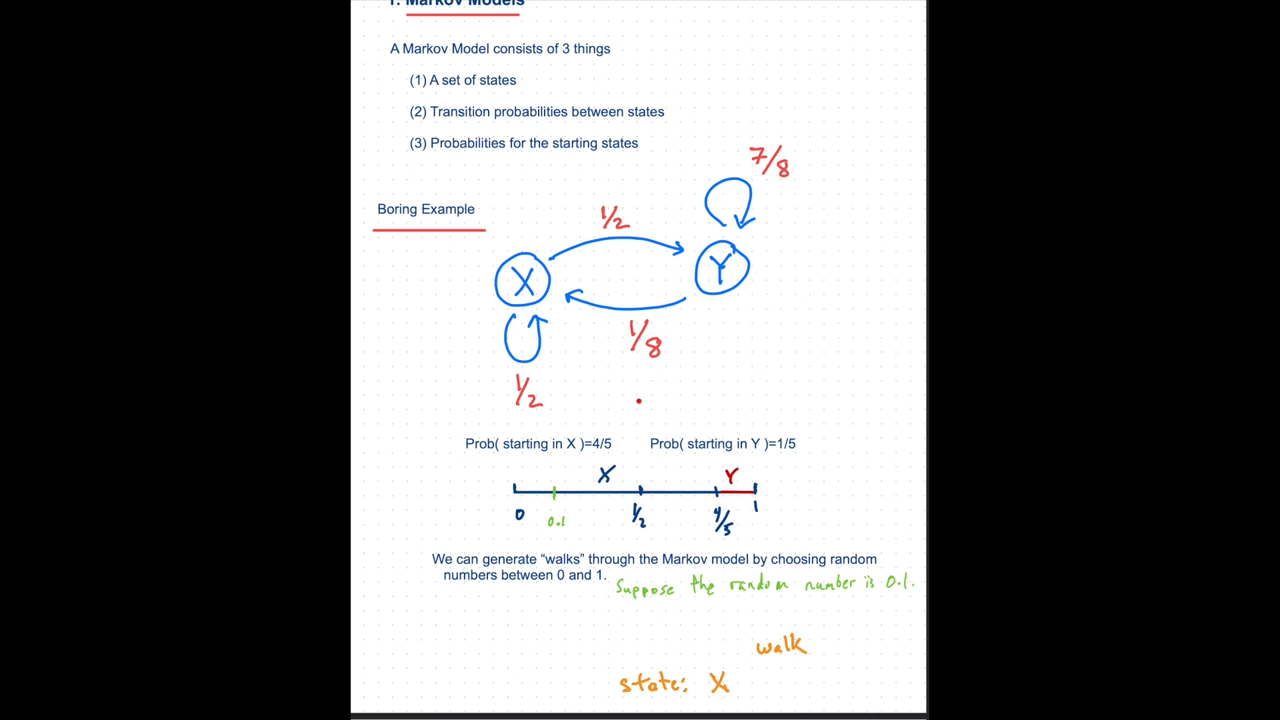 1. Markov Models
A Markov Model consists of 3 things
(1) A set of states
(2) Transition probabilities between states
(3) Probabilities for the starting states
7/8
Boring Example
1/2
X
Y
1/8
1/2
Prob( starting in X )=4/5 Prob( starting in Y )=1/5
X Y
0 0.1 1/2 4/5 1
We can generate “walks” through the Markov model by choosing random
numbers between 0 and 1.
Suppose the random number is 0.1.
walk
state: X